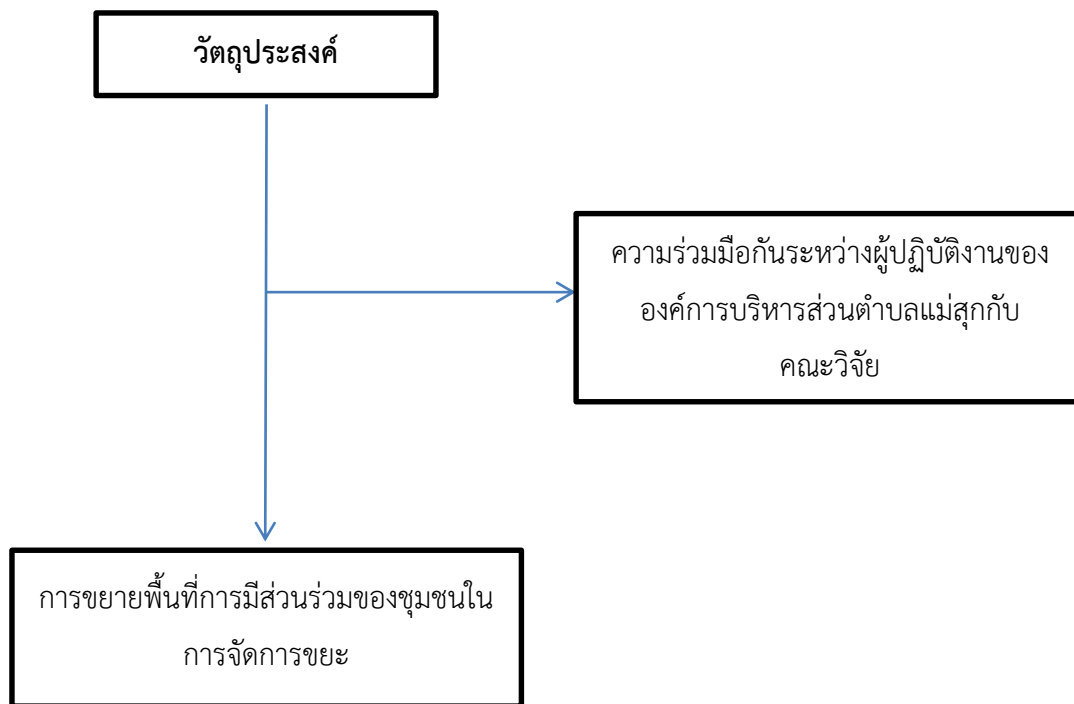 วัตถุประสงค์
ความร่วมมือกันระหว่างผู้ปฏิบัติงานของ
องค์การบริหารส่วนตำบลแม่สุกกับ
คณะวิจัย
การขยายพื้นที่การมีส่วนร่วมของชุมชนใน
การจัดการขยะ